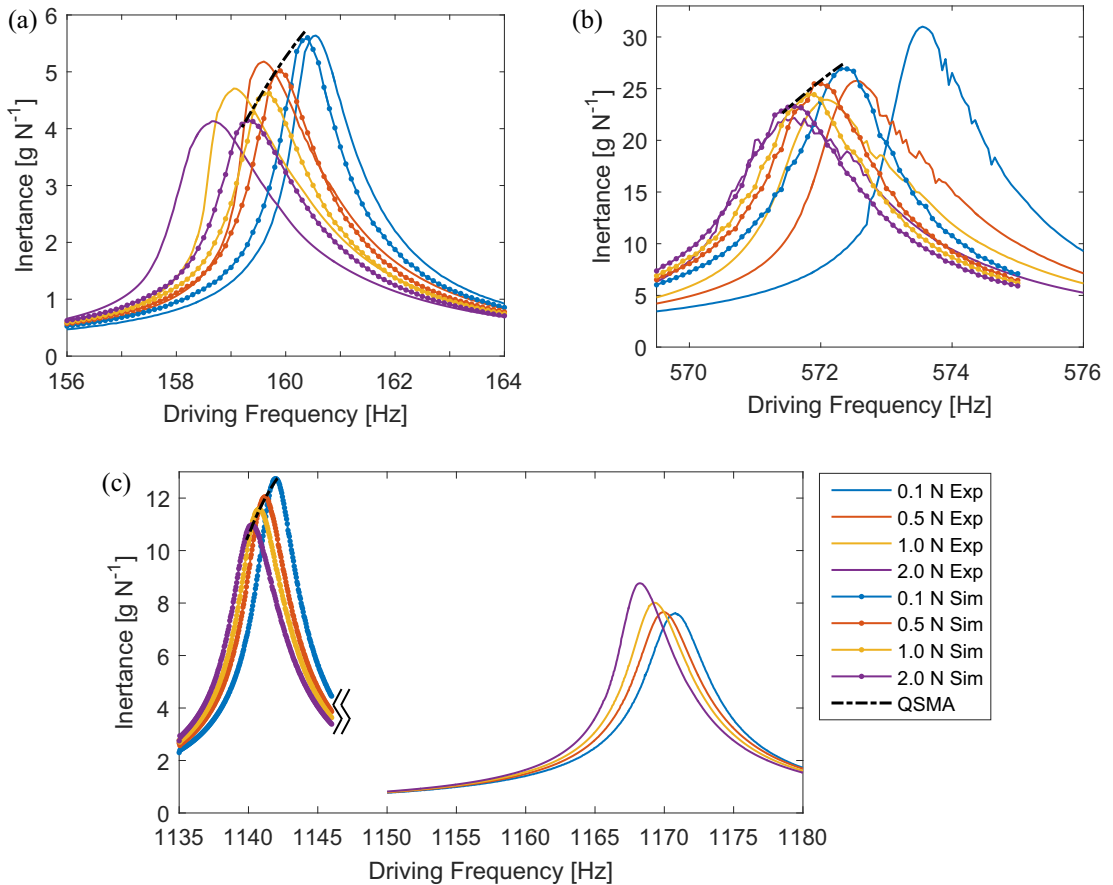 (a)
6
5
4
3
2
1
0
Inertance [g N⁻¹]
156 158 160 162 164
Driving Frequency [Hz]
(b)
30
25
20
15
10
5
0
Inertance [g N⁻¹]
570 572 574 576
Driving Frequency [Hz]
(c)
12
10
8
6
4
2
0
Inertance [g N⁻¹]
1135 1140 1145 1150 1155 1160 1165 1170 1175 1180
Driving Frequency [Hz]
0.1 N Exp
0.5 N Exp
1.0 N Exp
2.0 N Exp
0.1 N Sim
0.5 N Sim
1.0 N Sim
2.0 N Sim
QSMA